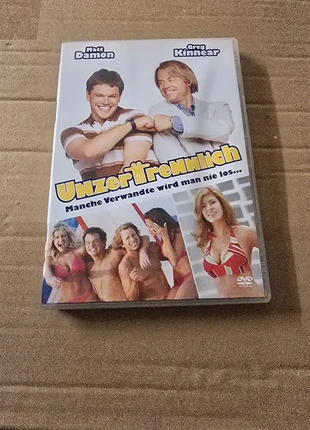 Matt Damon
Greg Kinnear
UnzerTrennlich
Manche Verwandte wird man nie los...
DVD